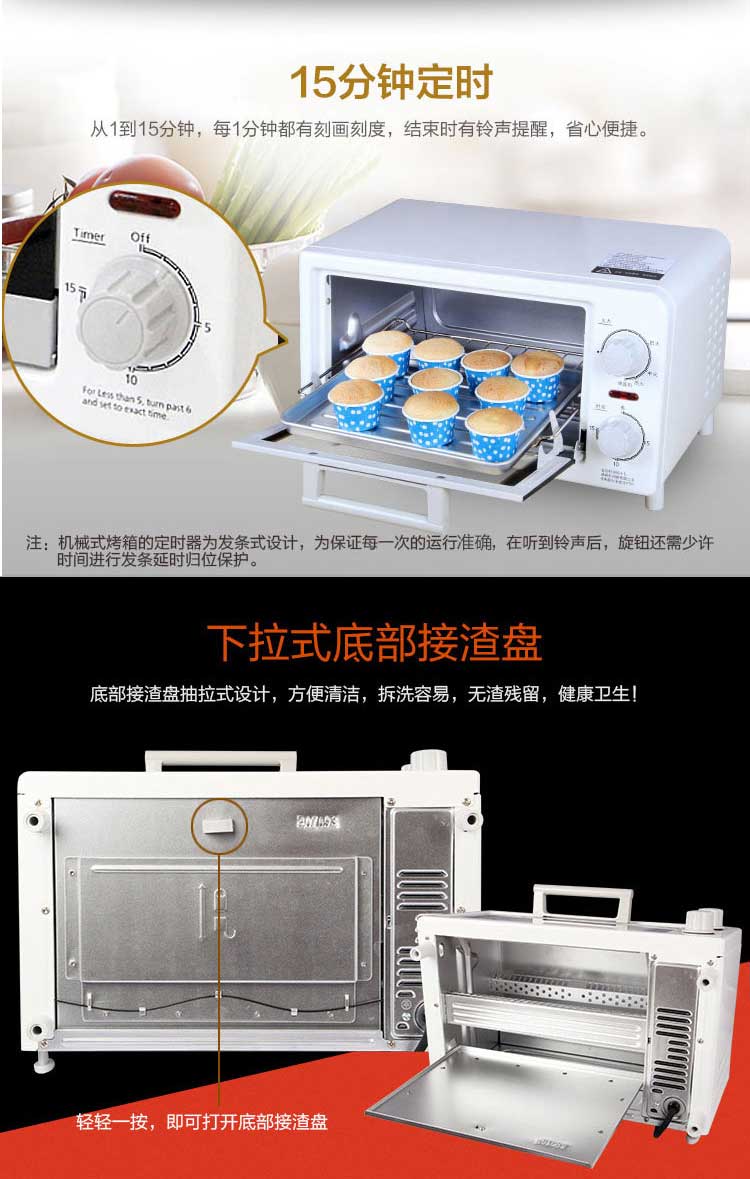 15分钟定时
从1到15分钟，每1分钟都有刻画刻度，结束时有铃声提醒，省心便捷。
Timer
Off
15
5
10
For Less than 5, turn past 6
and set to exact time.
15
5
10
注：机械式烤箱的定时器为发条式设计，为保证每一次的运行准确，在听到铃声后，旋钮还需少许
时间进行发条延时归位保护。
下拉式底部接渣盘
底部接渣盘抽拉式设计，方便清洁，拆洗容易，无渣残留，健康卫生！
轻轻一按，即可打开底部接渣盘